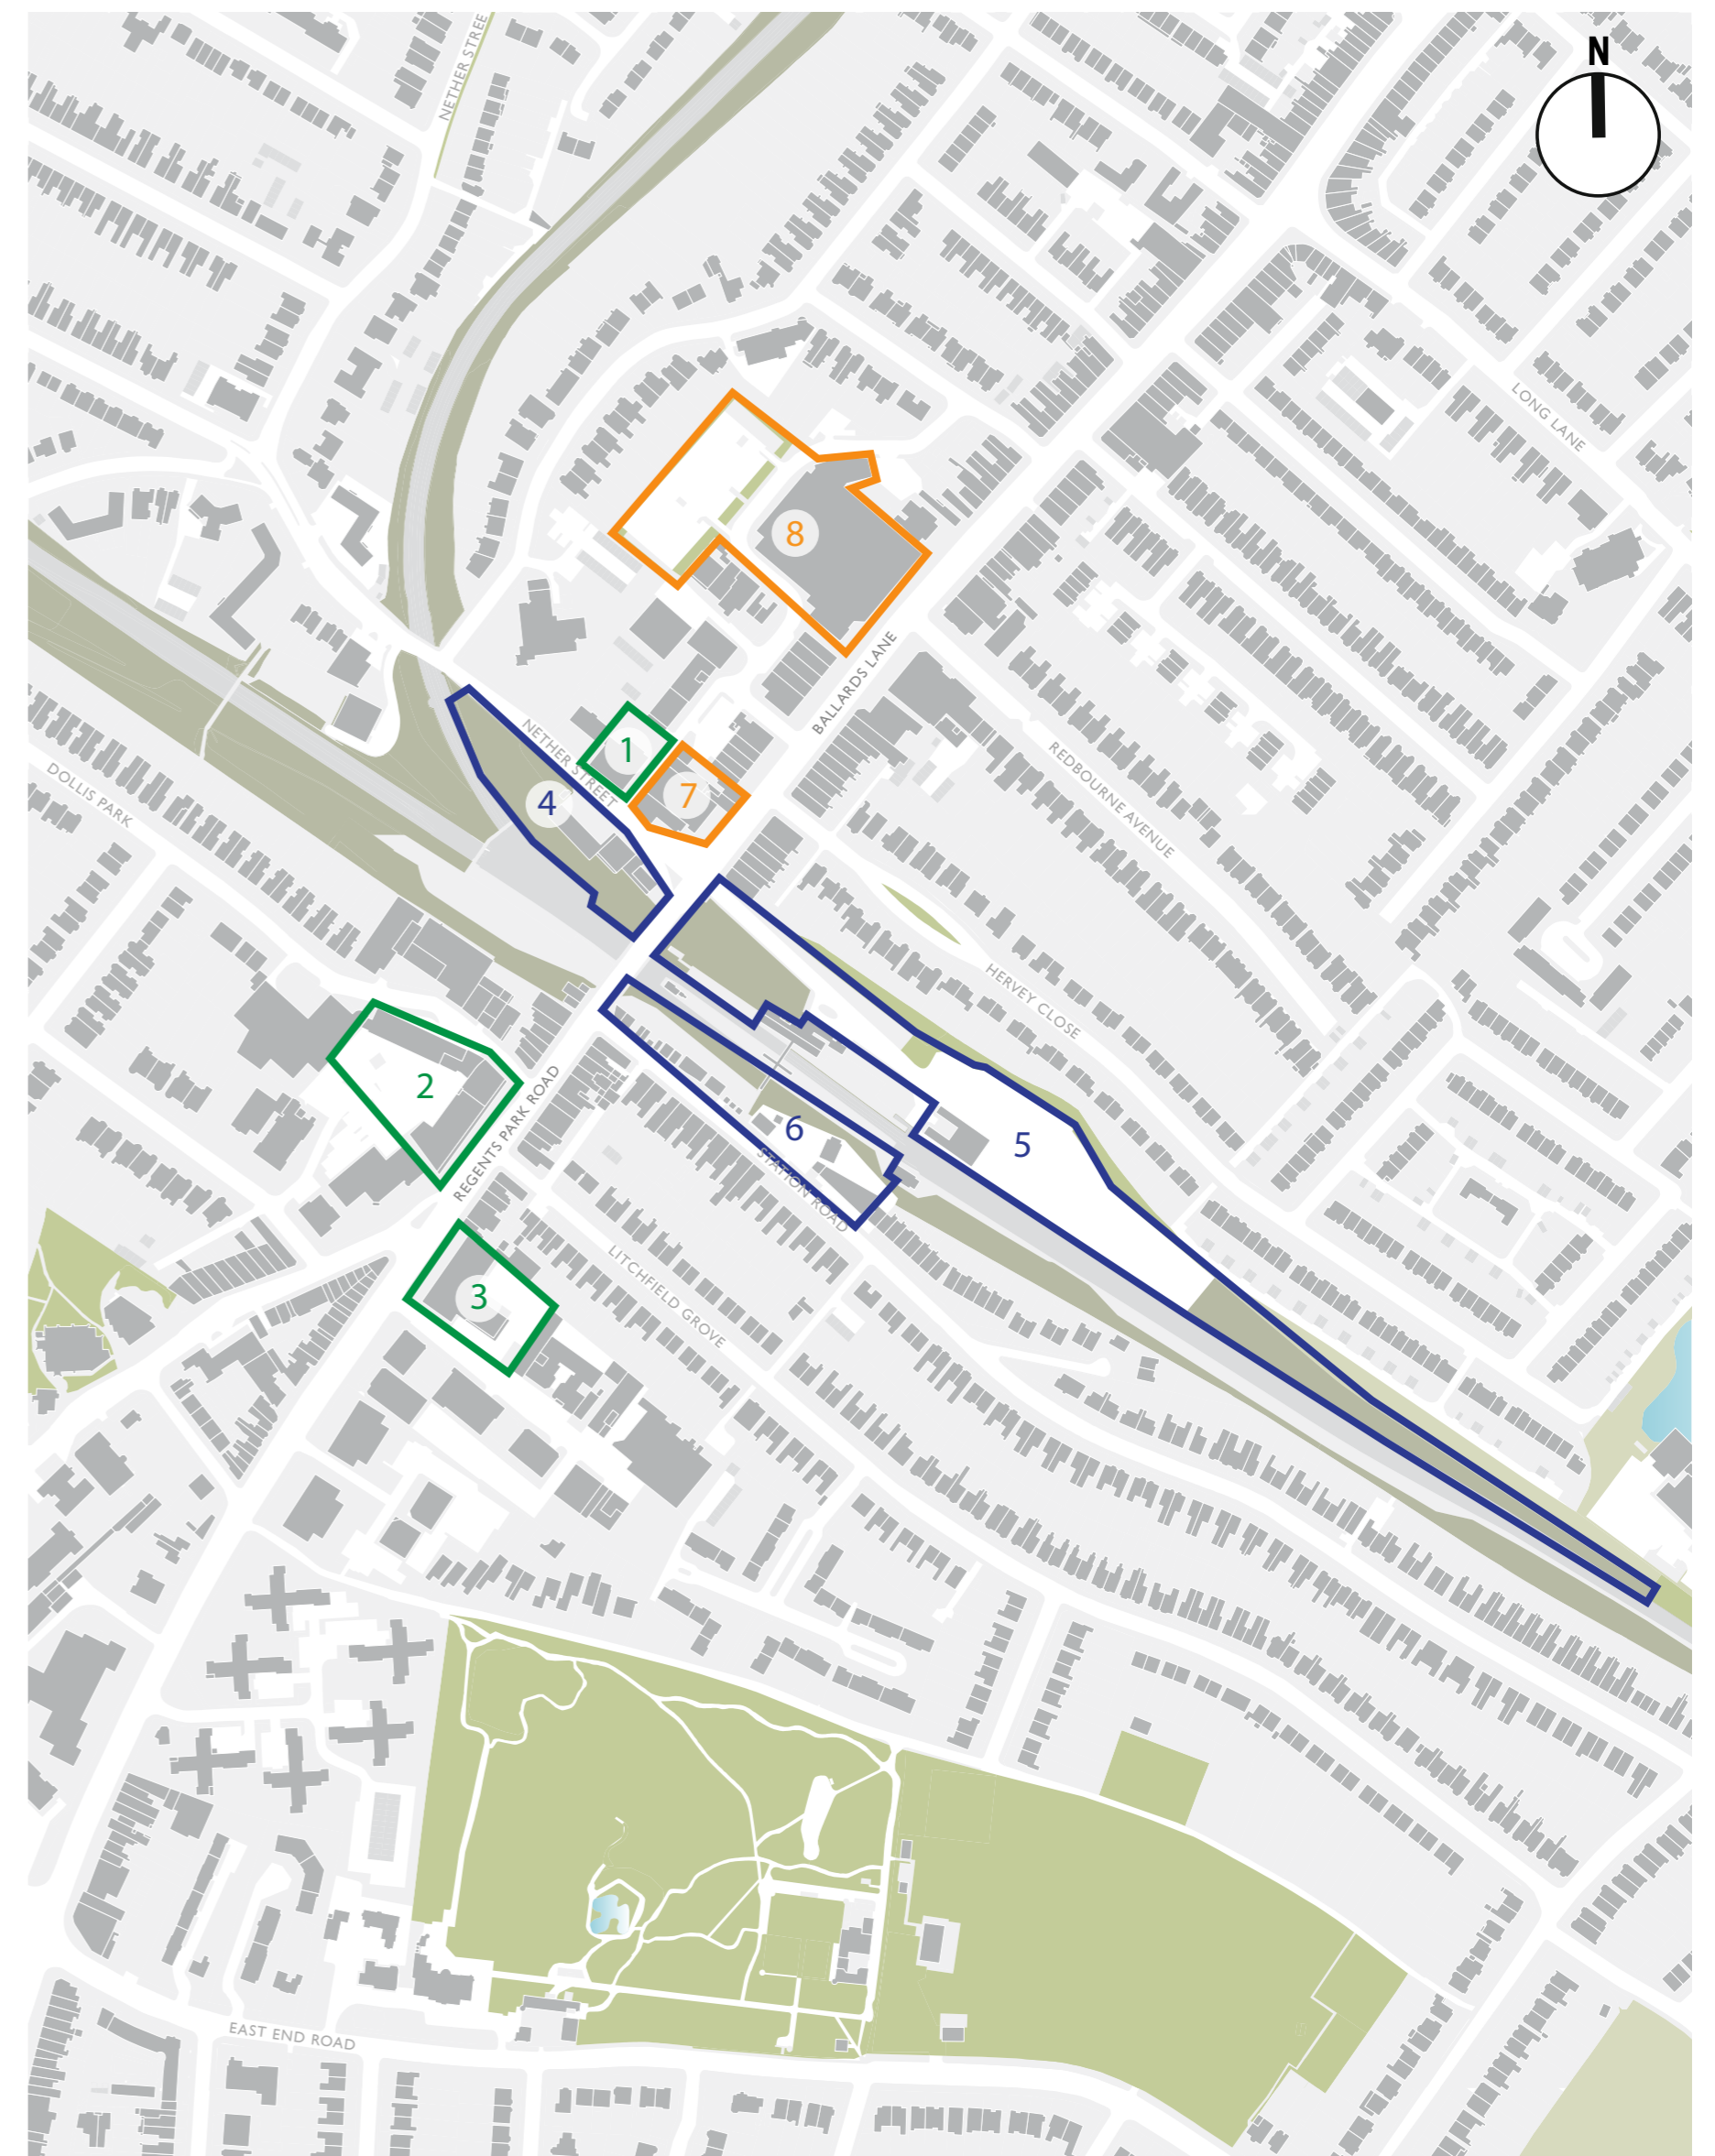 NETHER STREE
N
LONG LANE
8
BALLARDS LANE
NETHER STREET
1
7
4
REDBOURNE AVENUE
DOLLIS PARK
HERVEY CLOSE
2
REGENTS PARK ROAD
6
5
STATION ROAD
3
LITCHFIELD GROVE
EAST END ROAD